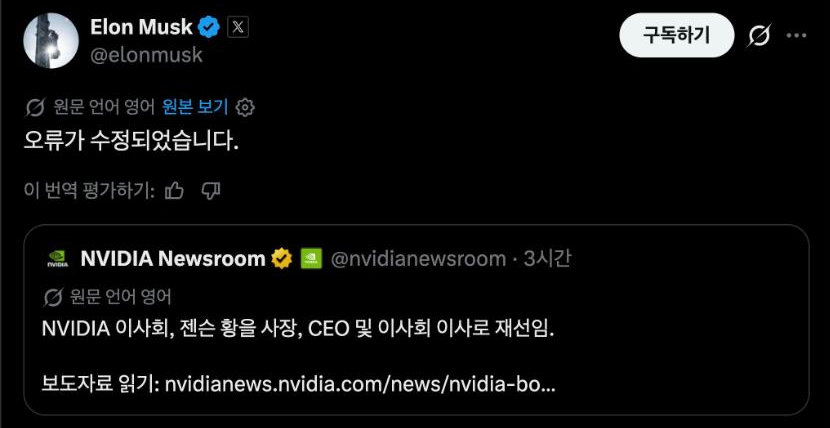 Elon Musk
@elonmusk
구독하기
원문 언어 영어 원본 보기
오류가 수정되었습니다.
이 번역 평가하기:
NVIDIA Newsroom @nvidianewsroom · 3시간
원문 언어 영어
NVIDIA 이사회, 젠슨 황을 사장, CEO 및 이사회 이사로 재선임.
보도자료 읽기: nvidianews.nvidia.com/news/nvidia-bo...